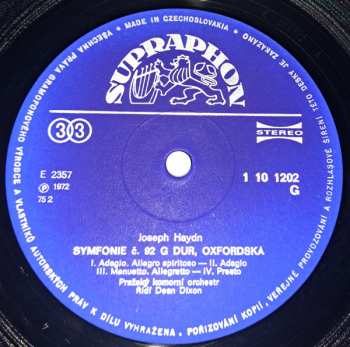 MADE IN CZECHOSLOVAKIA
VŠECHNA PRÁVA GRAMOFONOVÉHO VÝROBCE A VLASTNÍKŮ AUTORSKÝCH PRÁV K DÍLU VYHRAZENA. POŘIZOVÁNÍ KOPIÍ, VEŘEJNÉ PROVOZOVÁNÍ A ROZHLASOVÉ ŠÍŘENÍ TÉTO DESKY JE ZAKÁZÁNO
SUPRAPHON
33
STEREO
E 2357
℗ 1972
75 2
1 10 1202
G
Joseph Haydn
SYMFONIE č. 92 G DUR, OXFORDSKÁ
I. Adagio. Allegro spiritoso — II. Adagio
III. Menuetto. Allegretto — IV. Presto
Pražský komorní orchestr
Řídí Dean Dixon